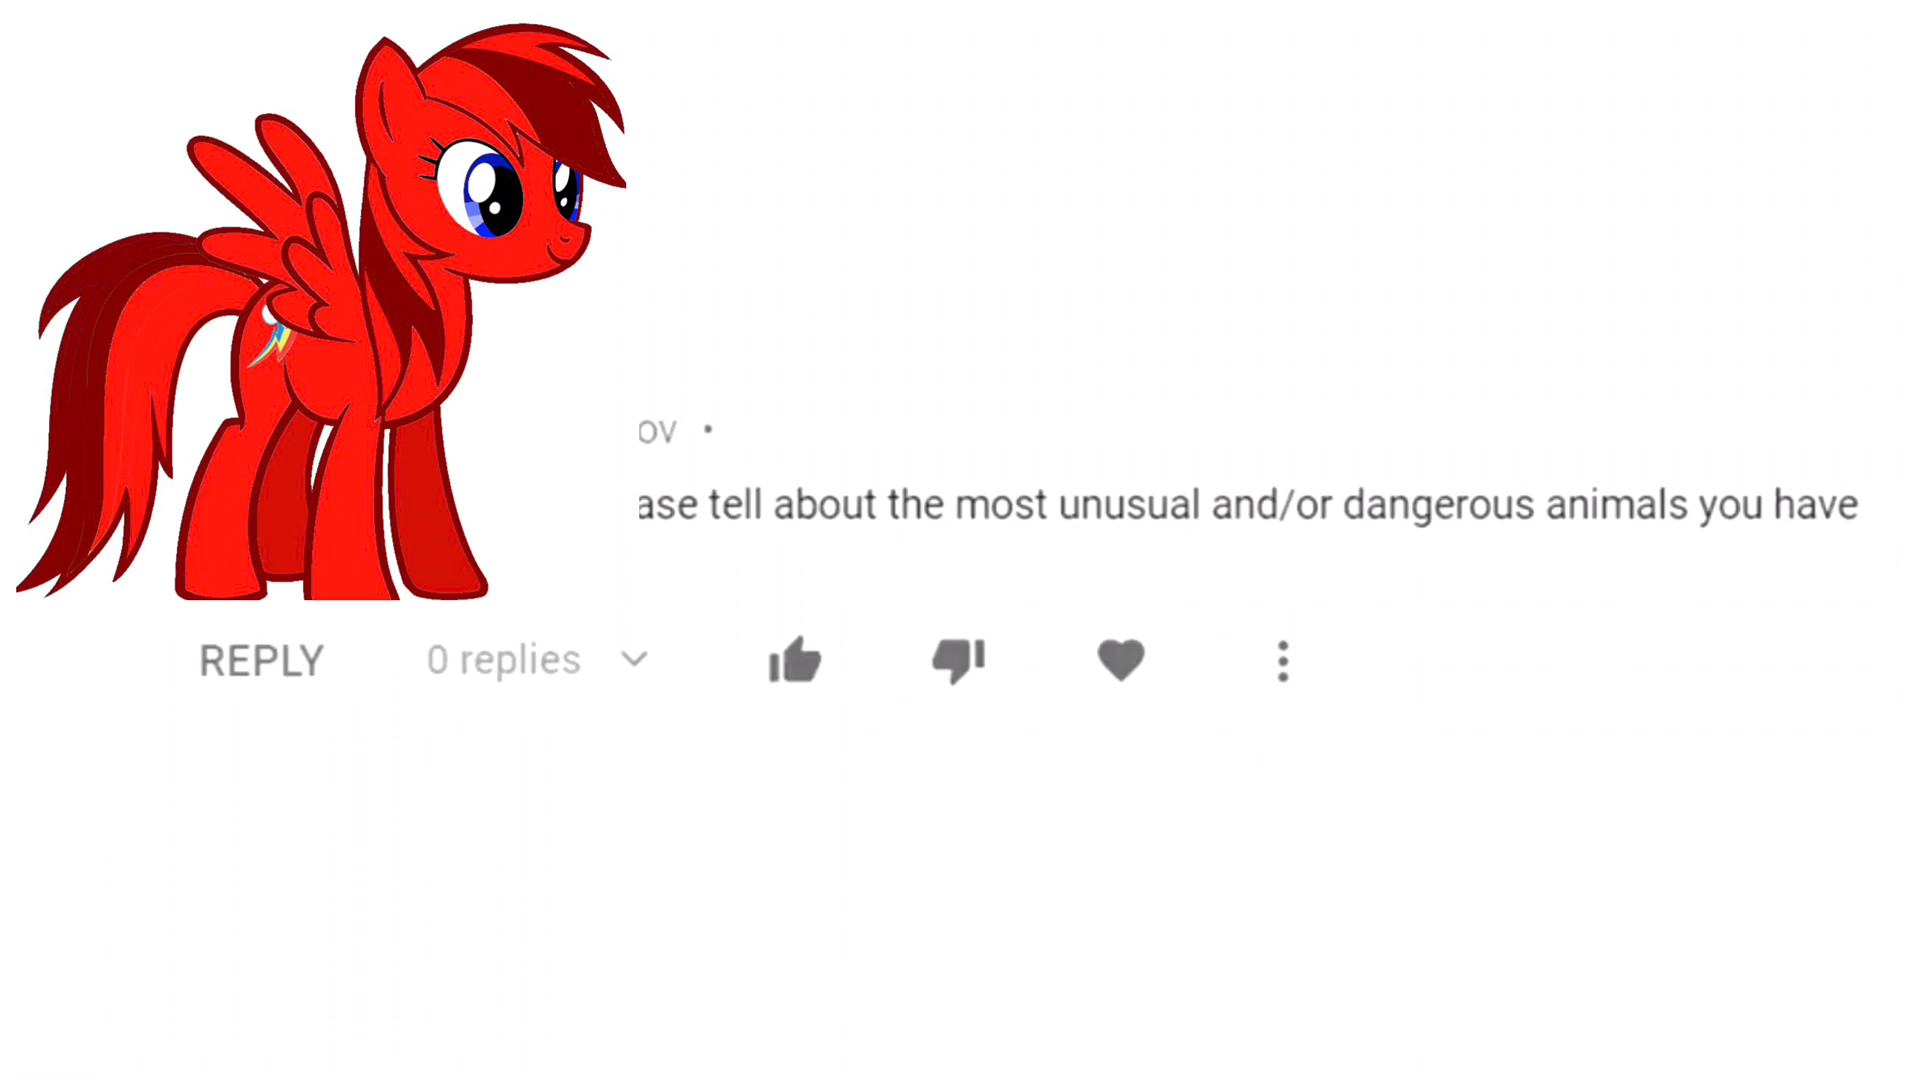 ov •
ase tell about the most unusual and/or dangerous animals you have
REPLY 0 replies